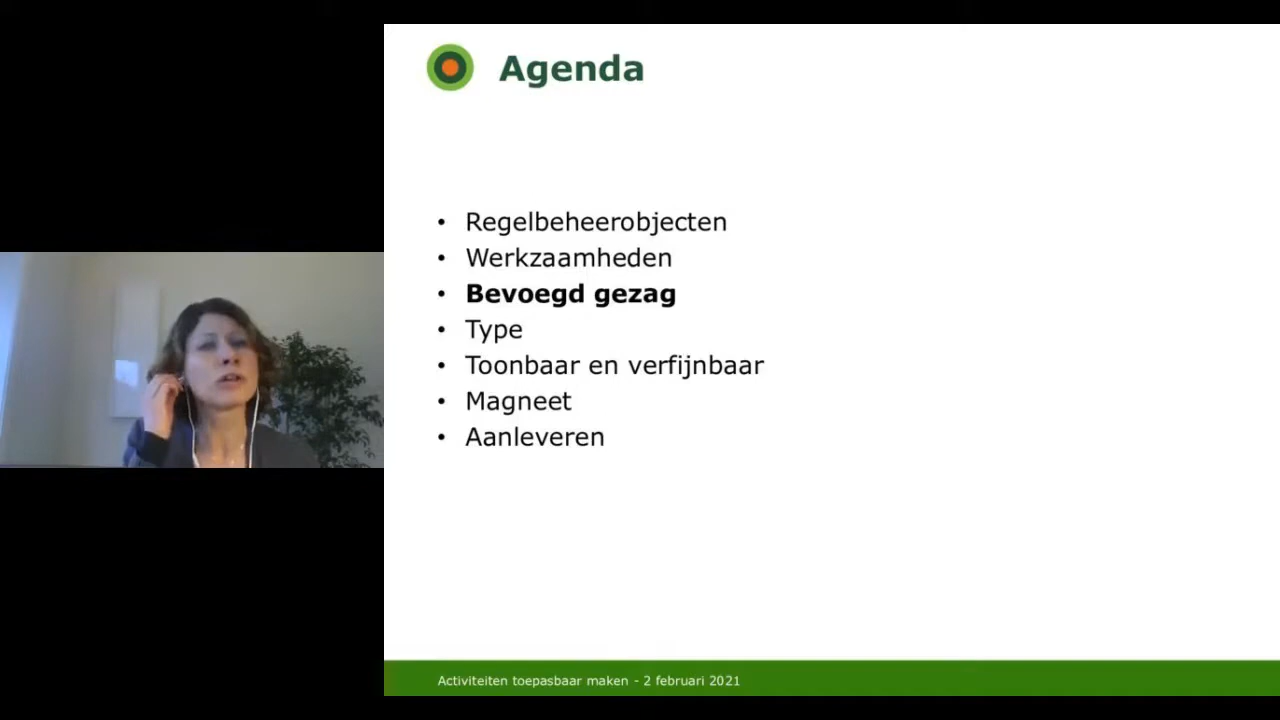 Agenda
• Regelbeheerobjecten
• Werkzaamheden
• Bevoegd gezag
• Type
• Toonbaar en verfijnbaar
• Magneet
• Aanleveren
Activiteiten toepasbaar maken - 2 februari 2021